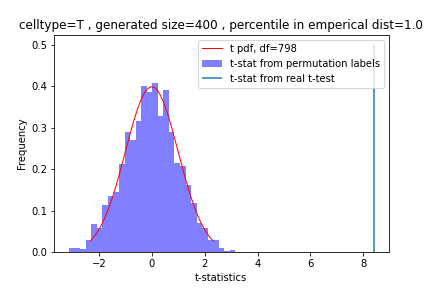 celltype=T , generated size=400 , percentile in emperical dist=1.0
t pdf, df=798
t-stat from permutation labels
t-stat from real t-test
Frequency
0.5
0.4
0.3
0.2
0.1
0.0
−2
0
2
4
6
8
t-statistics